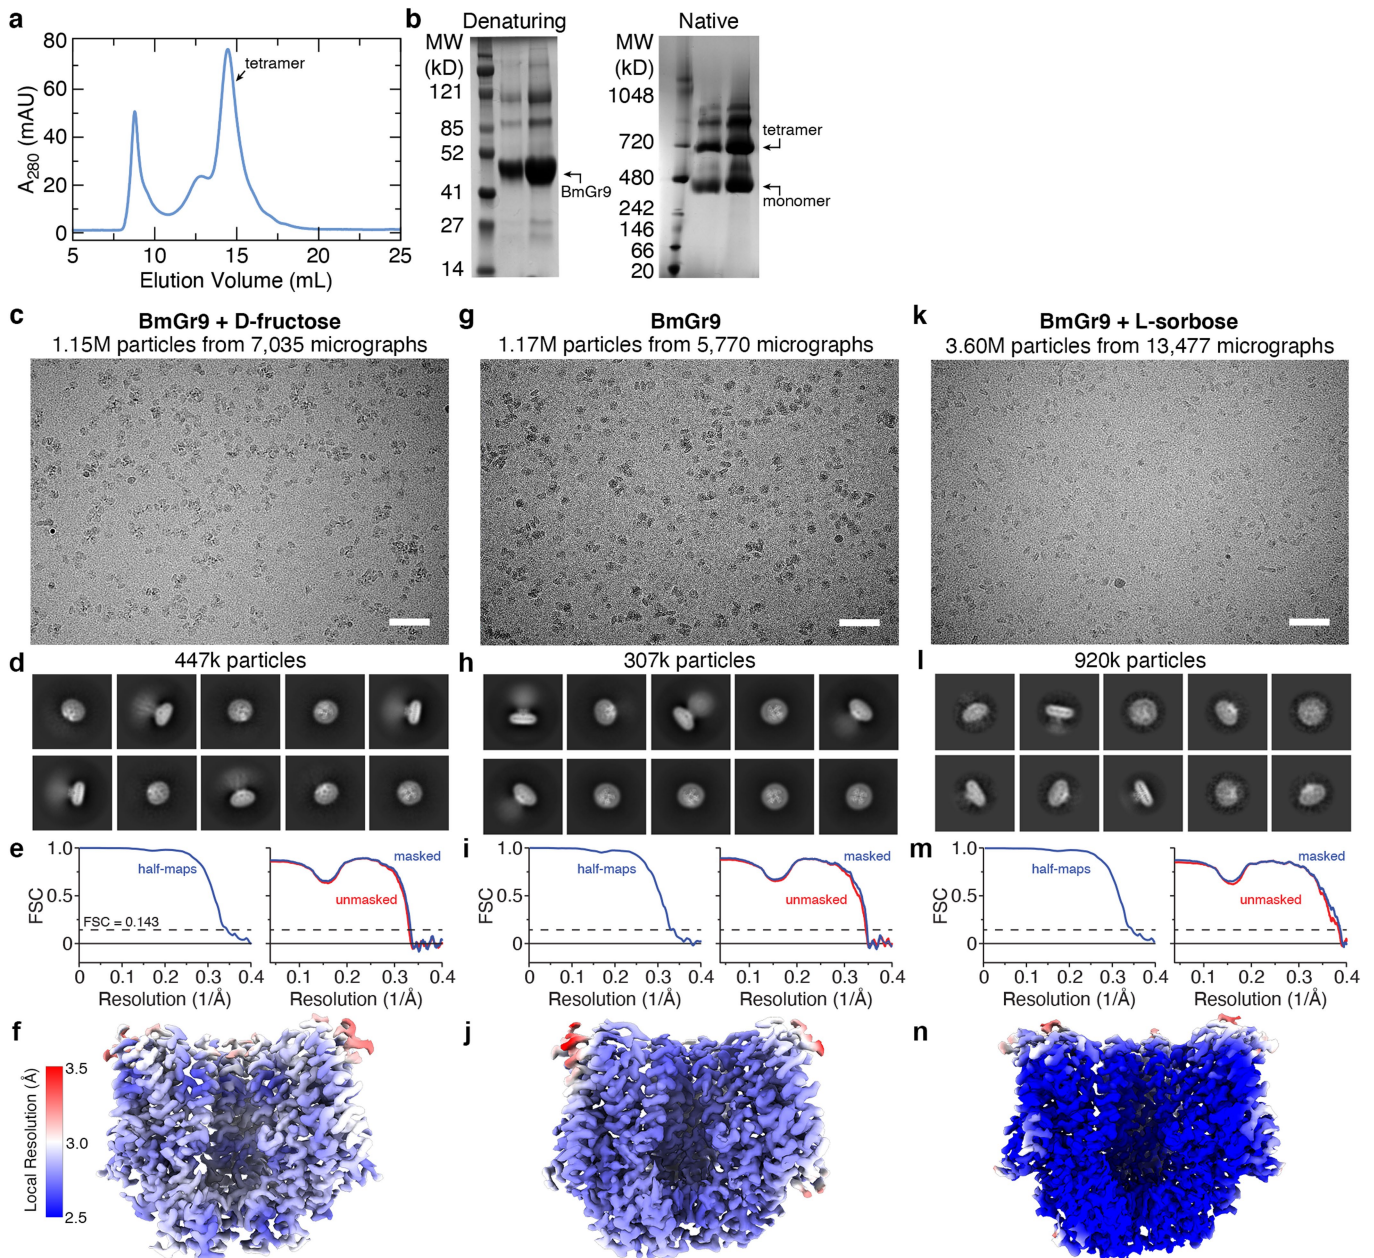 a
80
60
40
20
0
A280 (mAU)
tetramer
5
10
15
20
25
Elution Volume (mL)
b
Denaturing
MW
(kD)
121
85
52
41
27
14
BmGr9
Native
MW
(kD)
1048
720
480
242
146
66
20
tetramer
monomer
c
BmGr9 + D-fructose
1.15M particles from 7,035 micrographs
g
BmGr9
1.17M particles from 5,770 micrographs
k
BmGr9 + L-sorbose
3.60M particles from 13,477 micrographs
d
447k particles
h
307k particles
l
920k particles
e
1.0
0.5
0
FSC
half-maps
FSC = 0.143
0
0.1
0.2
0.3
0.4
Resolution (1/Å)
masked
unmasked
0.1
0.2
0.3
0.4
Resolution (1/Å)
i
1.0
0.5
0
FSC
half-maps
0
0.1
0.2
0.3
0.4
Resolution (1/Å)
masked
unmasked
0.1
0.2
0.3
0.4
Resolution (1/Å)
m
1.0
0.5
0
FSC
half-maps
0
0.1
0.2
0.3
0.4
Resolution (1/Å)
masked
unmasked
0.1
0.2
0.3
0.4
Resolution (1/Å)
f
Local Resolution (Å)
3.5
3.0
2.5
j
n